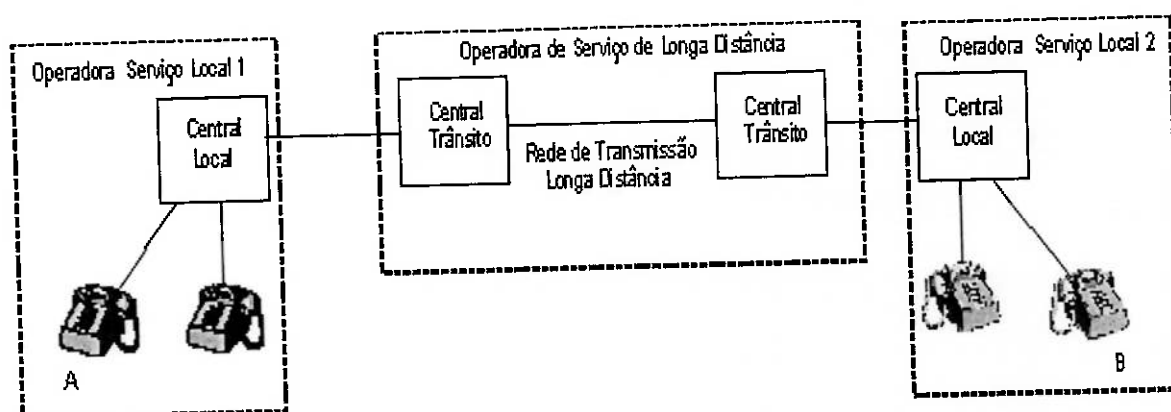 Operadora Serviço Local 1
Central
Local
A
Operadora de Serviço de Longa Distância
Central
Trânsito
Central
Trânsito
Rede de Transmissão
Longa Distância
Operadora Serviço Local 2
Central
Local
B